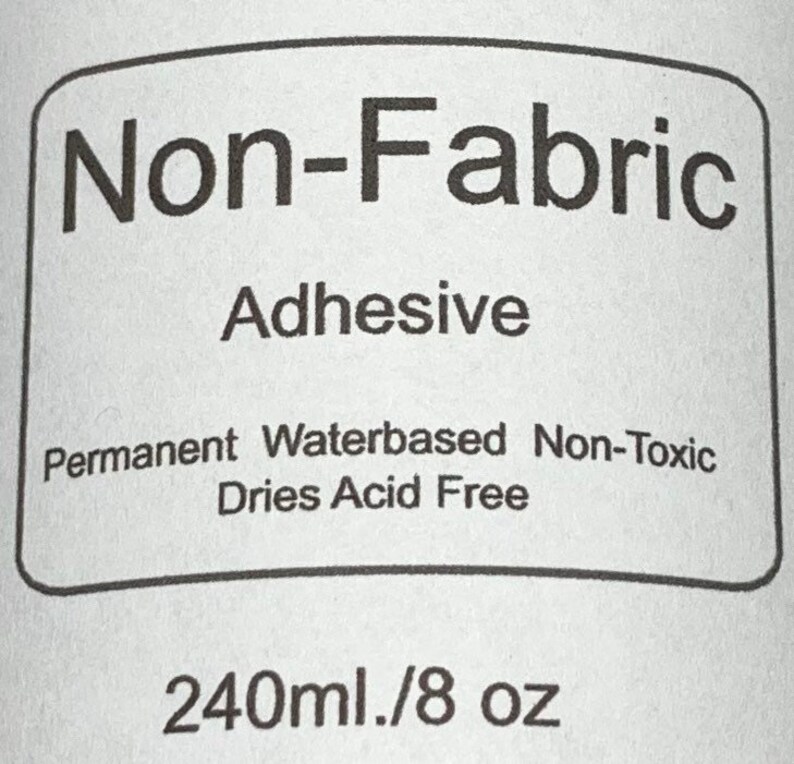 Non-Fabric
Adhesive
Permanent Waterbased Non-Toxic
Dries Acid Free
240ml./8 oz